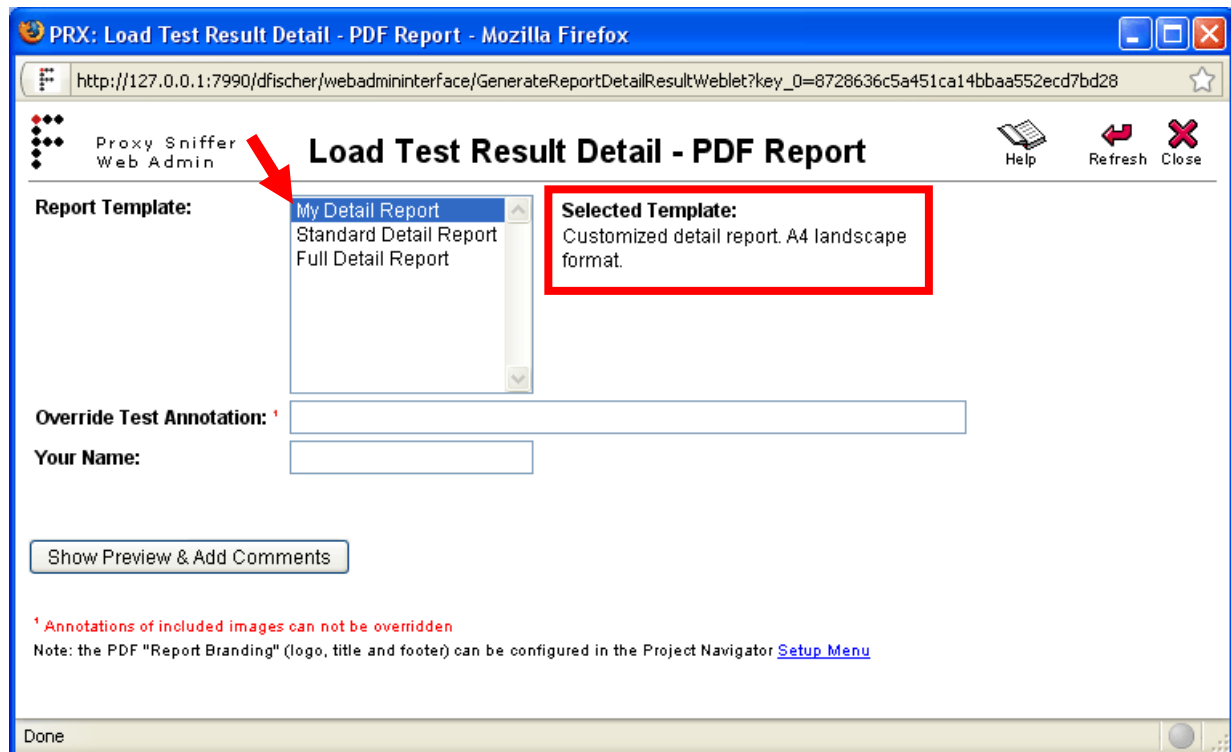 PRX: Load Test Result Detail - PDF Report - Mozilla Firefox
http://127.0.0.1:7990/dfischer/webadmininterface/GenerateReportDetailResultWeblet?key_0=8728636c5a451ca14bbaa552ecd7bd28
Proxy Sniffer
Web Admin
Load Test Result Detail - PDF Report
Help
Refresh
Close
Report Template:
My Detail Report
Standard Detail Report
Full Detail Report
Selected Template:
Customized detail report. A4 landscape
format.
Override Test Annotation: ¹
Your Name:
Show Preview & Add Comments
¹ Annotations of included images can not be overridden
Note: the PDF "Report Branding" (logo, title and footer) can be configured in the Project Navigator Setup Menu
Done